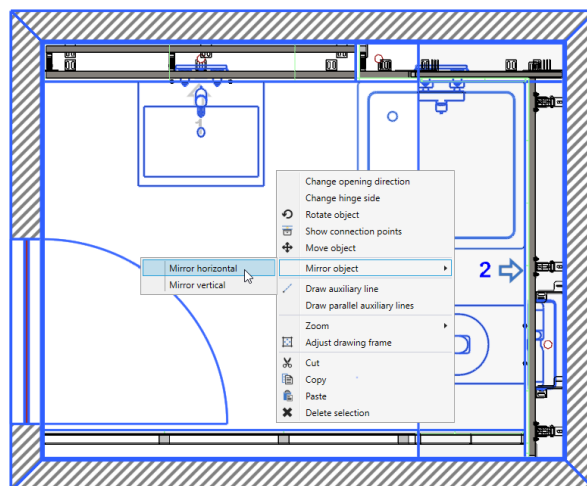 Change opening direction
Change hinge side
Rotate object
Show connection points
Move object
Mirror object
Mirror horizontal
Mirror vertical
2
Draw auxiliary line
Draw parallel auxiliary lines
Zoom
Adjust drawing frame
Cut
Copy
Paste
Delete selection